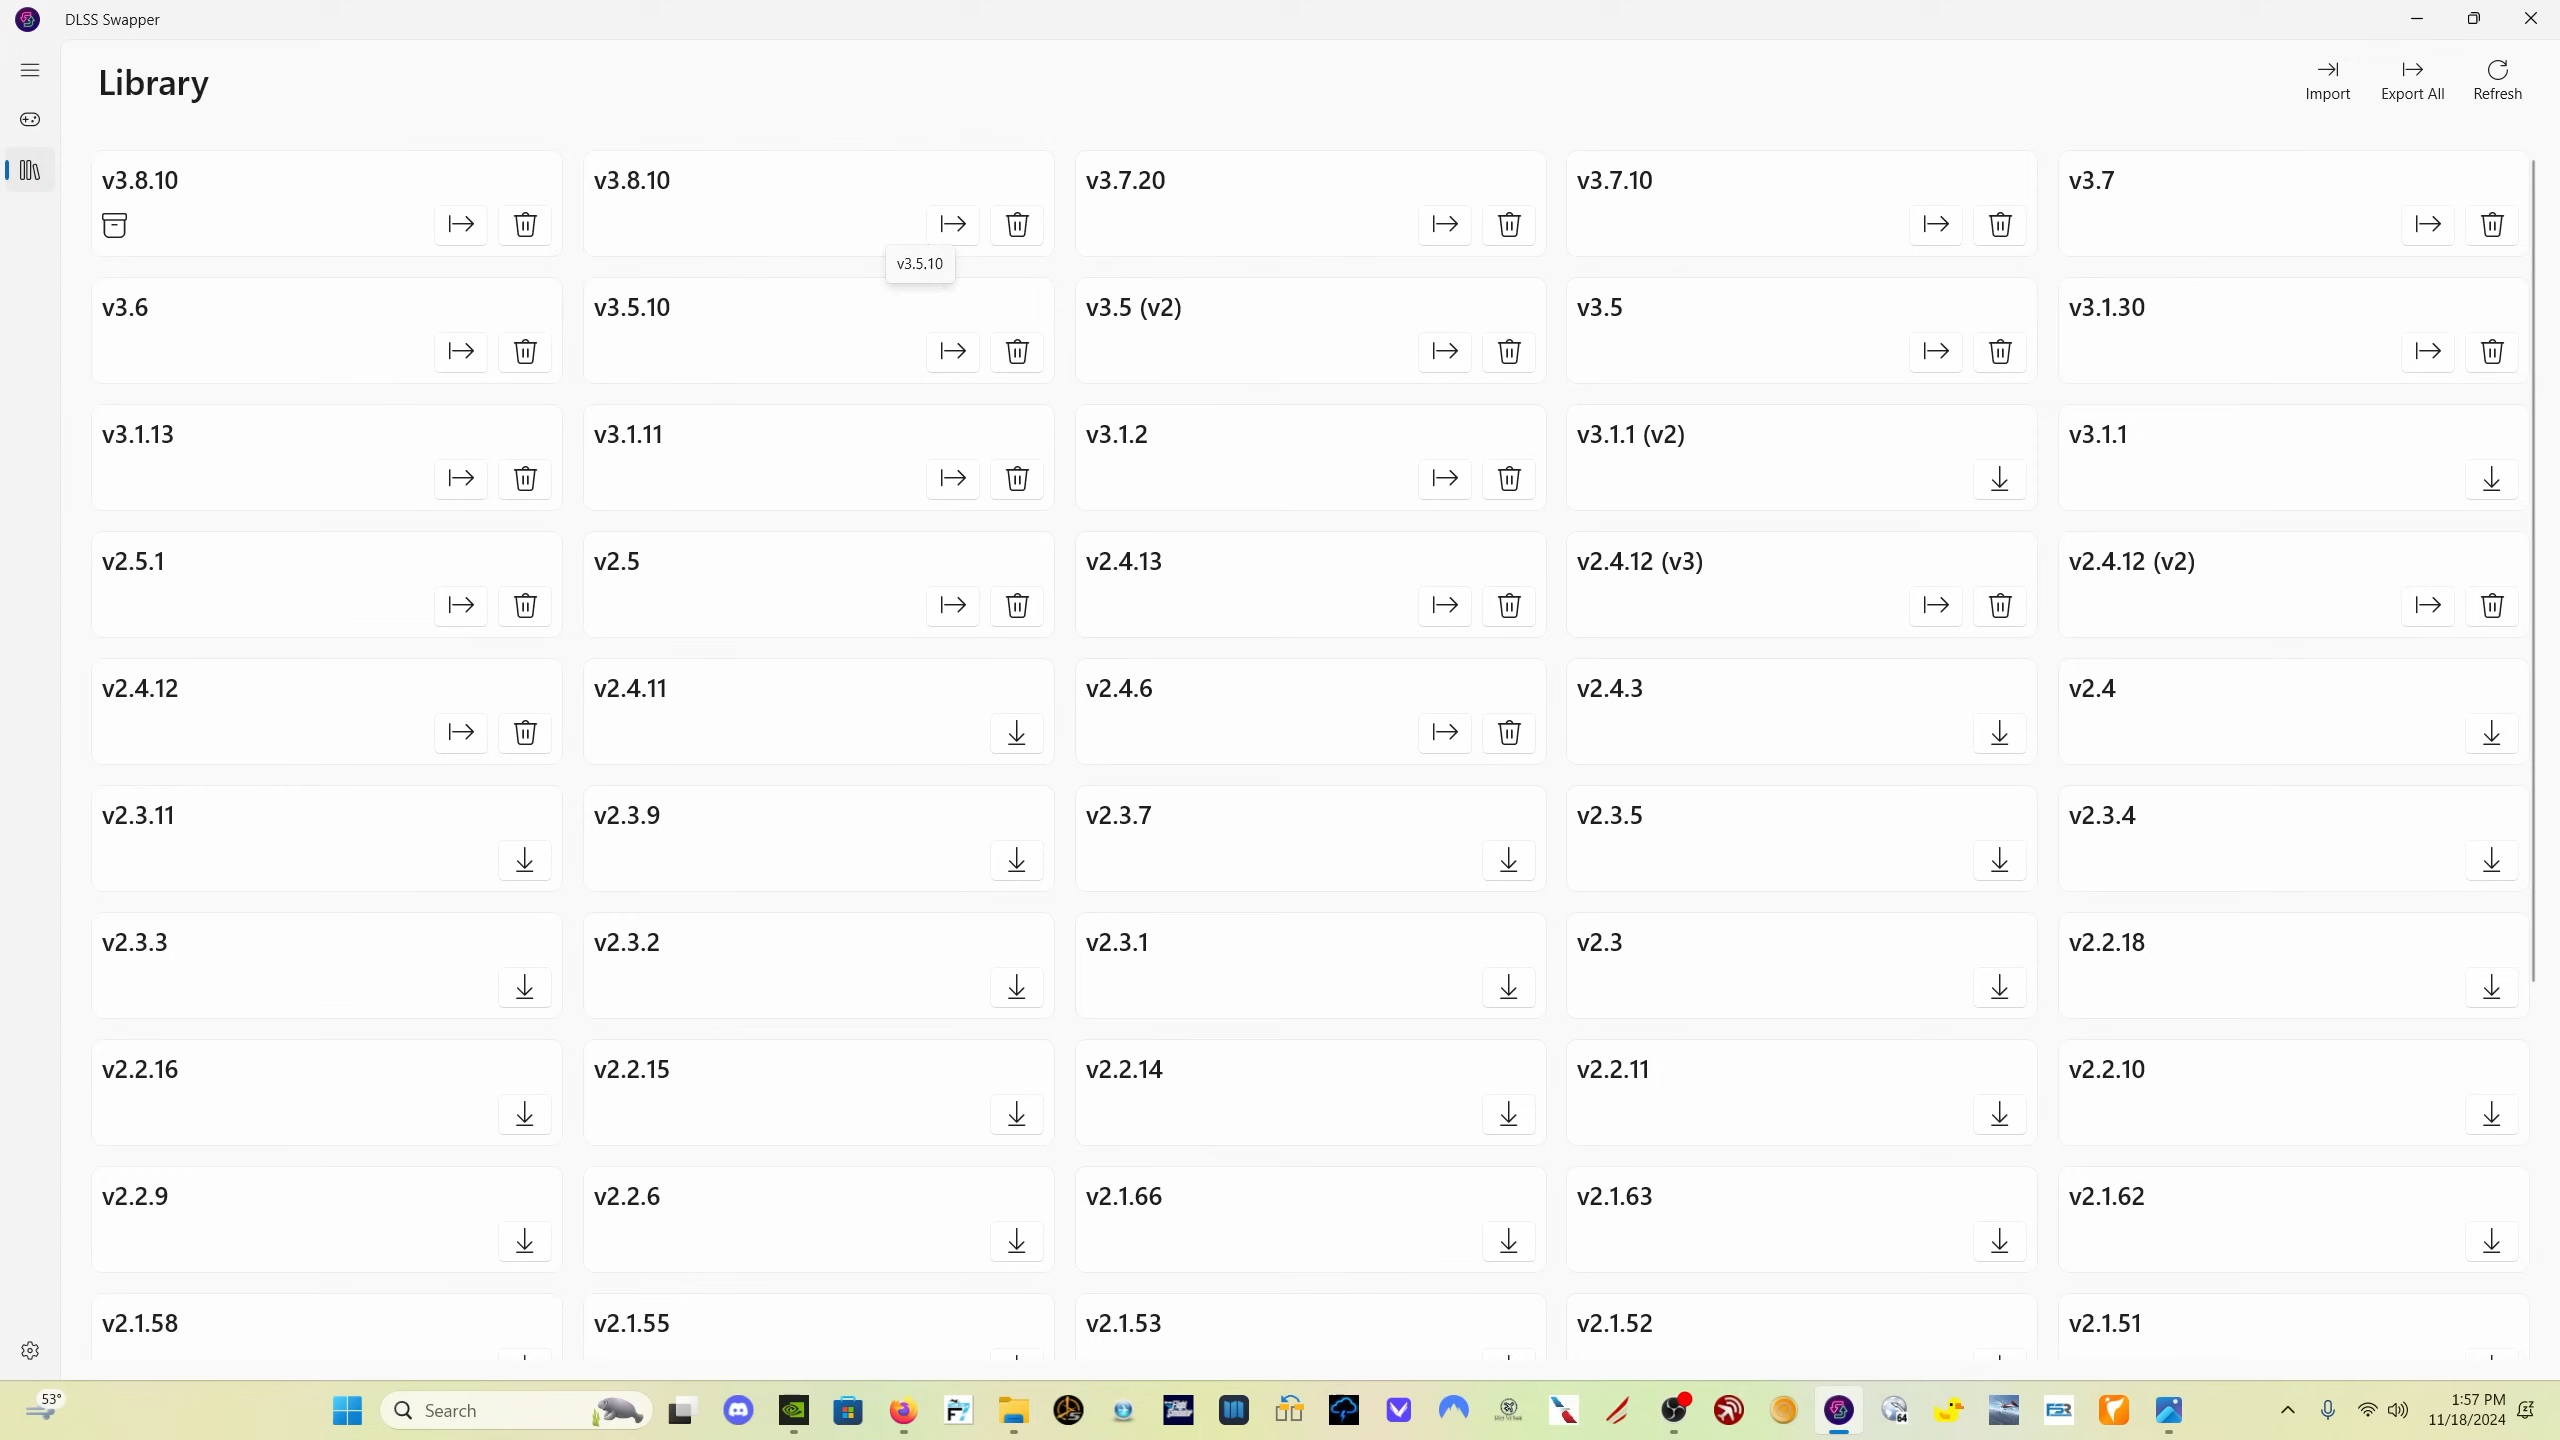 DLSS Swapper
Library
Import
Export All
Refresh
v3.8.10
v3.8.10
v3.7.20
v3.7.10
v3.7
v3.5.10
v3.6
v3.5.10
v3.5 (v2)
v3.5
v3.1.30
v3.1.13
v3.1.11
v3.1.2
v3.1.1 (v2)
v3.1.1
v2.5.1
v2.5
v2.4.13
v2.4.12 (v3)
v2.4.12 (v2)
v2.4.12
v2.4.11
v2.4.6
v2.4.3
v2.4
v2.3.11
v2.3.9
v2.3.7
v2.3.5
v2.3.4
v2.3.3
v2.3.2
v2.3.1
v2.3
v2.2.18
v2.2.16
v2.2.15
v2.2.14
v2.2.11
v2.2.10
v2.2.9
v2.2.6
v2.1.66
v2.1.63
v2.1.62
v2.1.58
v2.1.55
v2.1.53
v2.1.52
v2.1.51
53°
Search
F7
64
FSR
1:57 PM
11/18/2024